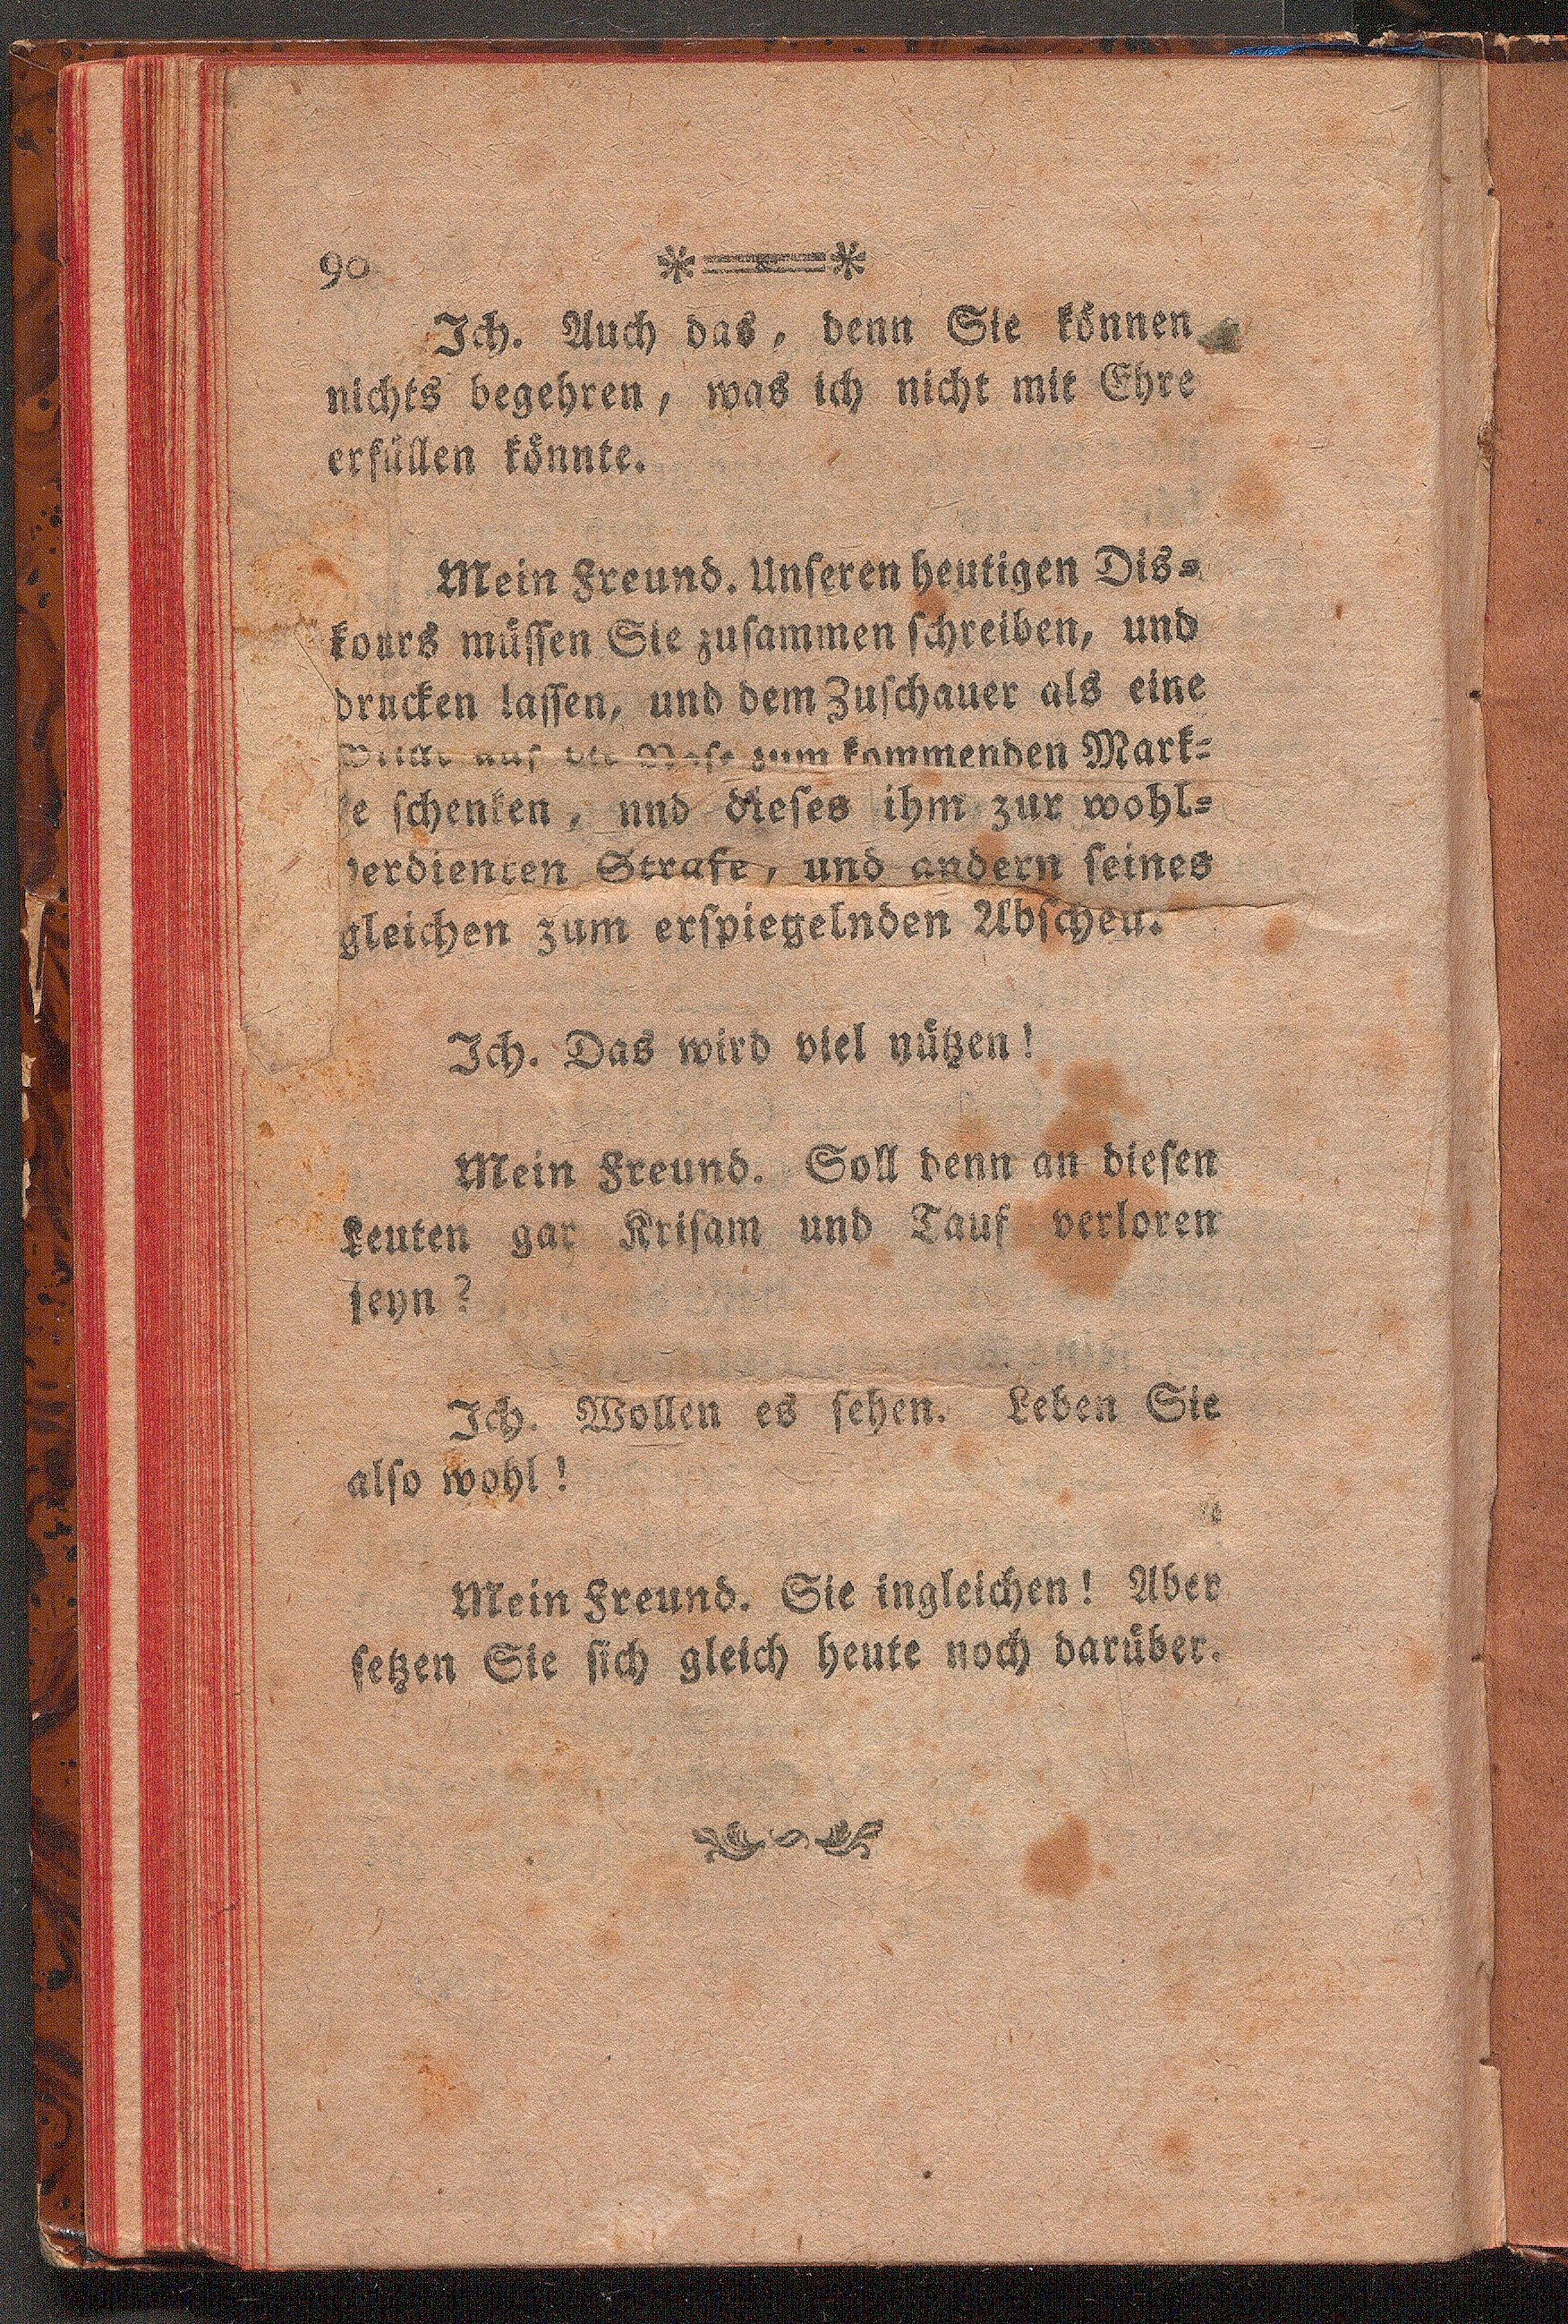 90
Ich. Auch das, denn Sie können
nichts begehren, was ich nicht mit Ehre
erfüllen könnte.
Mein Freund. Unseren heutigen Dis=
kours müssen Sie zusammen schreiben, und
drucken lassen, und dem Zuschauer als eine
auf die Nase zum kommenden Mark=
te schenken, und dieses ihm zur wohl=
verdienten Strafe, und andern seines
gleichen zum erspiegelnden Abscheu.
Ich. Das wird viel nützen!
Mein Freund. Soll denn an diesen
Leuten gar Krisam und Tauf verloren
seyn?
Ich. Wollen es sehen. Leben Sie
also wohl!
Mein Freund. Sie ingleichen! Aber
setzen Sie sich gleich heute noch darüber.